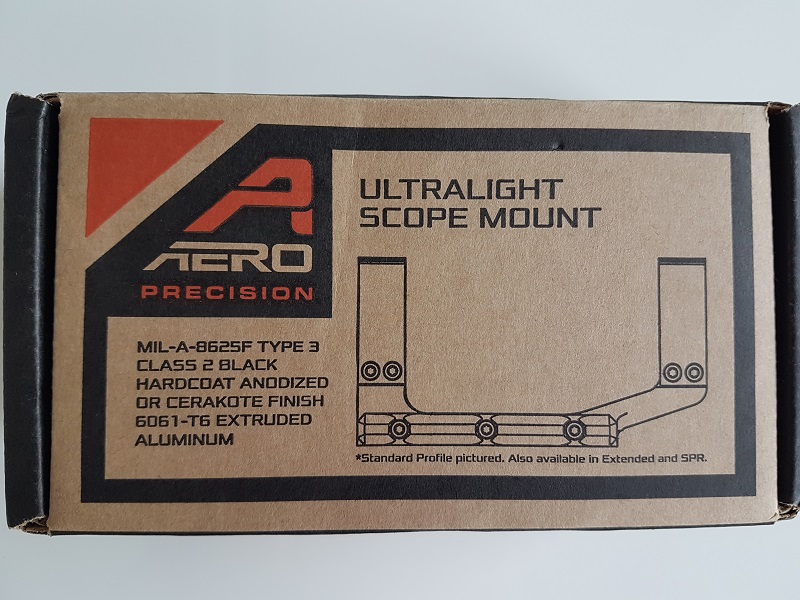 AERO
PRECISION
ULTRALIGHT
SCOPE MOUNT
MIL-A-8625F TYPE 3
CLASS 2 BLACK
HARDCOAT ANODIZED
OR CERAKOTE FINISH
6061-T6 EXTRUDED
ALUMINUM
*Standard Profile pictured. Also available in Extended and SPR.